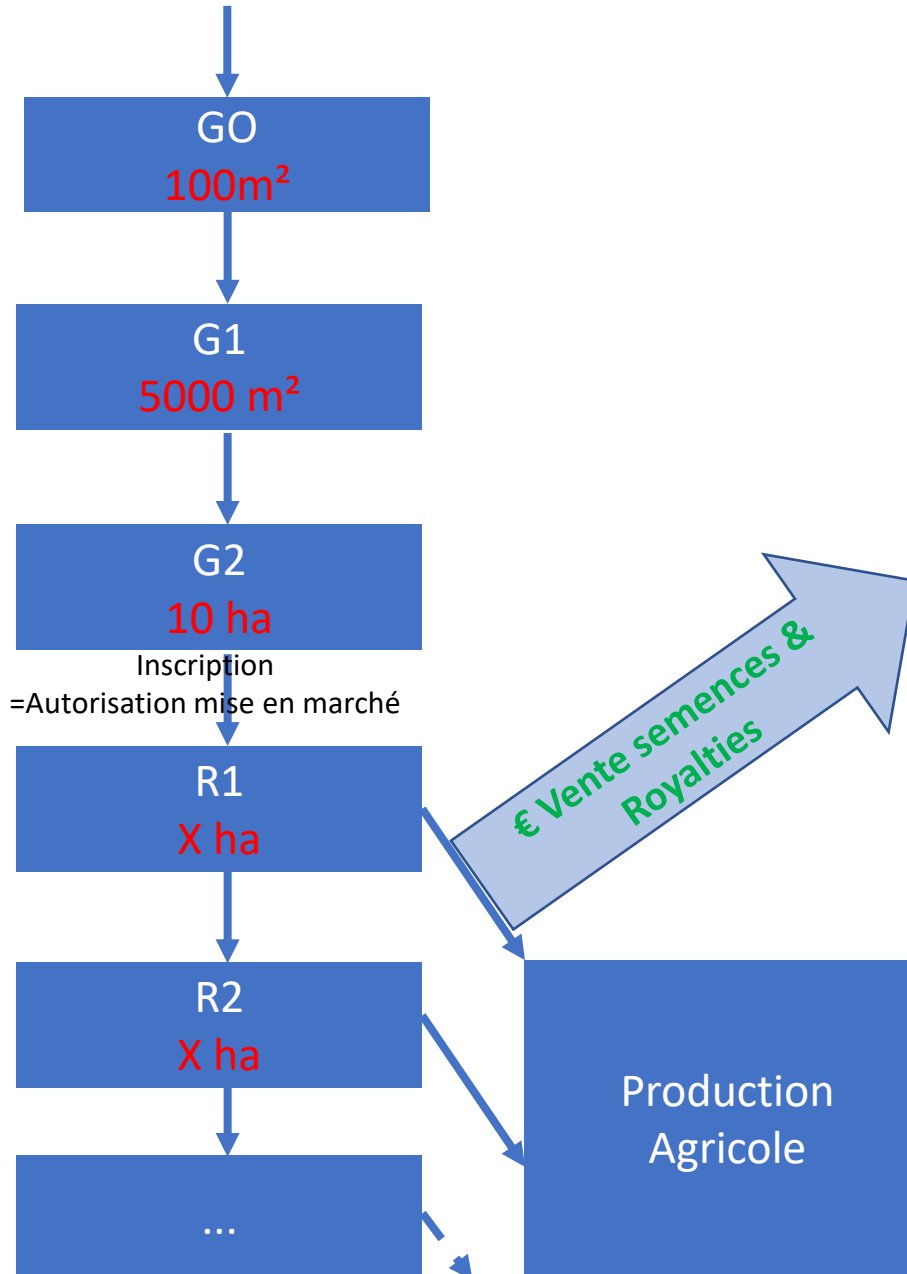 GO
100m²
G1
5000 m²
G2
10 ha
Inscription
=Autorisation mise en marché
R1
X ha
€ Vente semences &
Royalties
R2
X ha
Production
Agricole
...